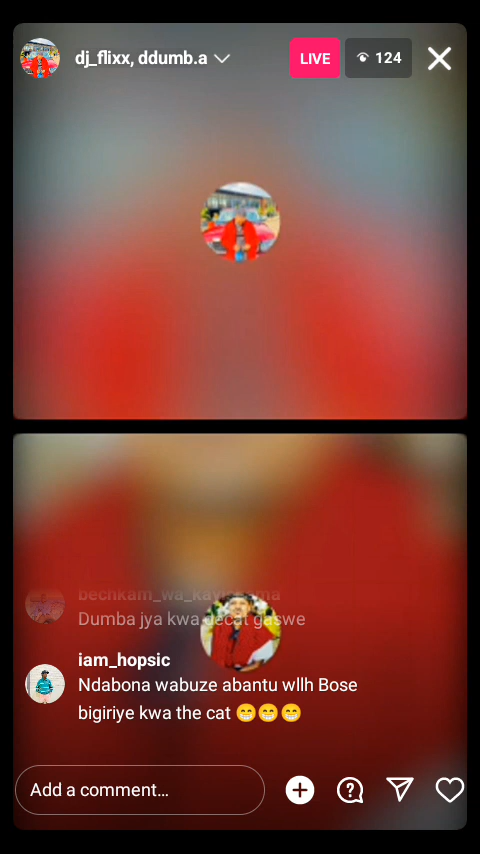 dj_flixx, ddumb.a
LIVE
124
Dumba jya kwa decat gaswe
iam_hopsic
Ndabona wabuze abantu wllh Bose
bigiriye kwa the cat 😁😁😁
Add a comment...